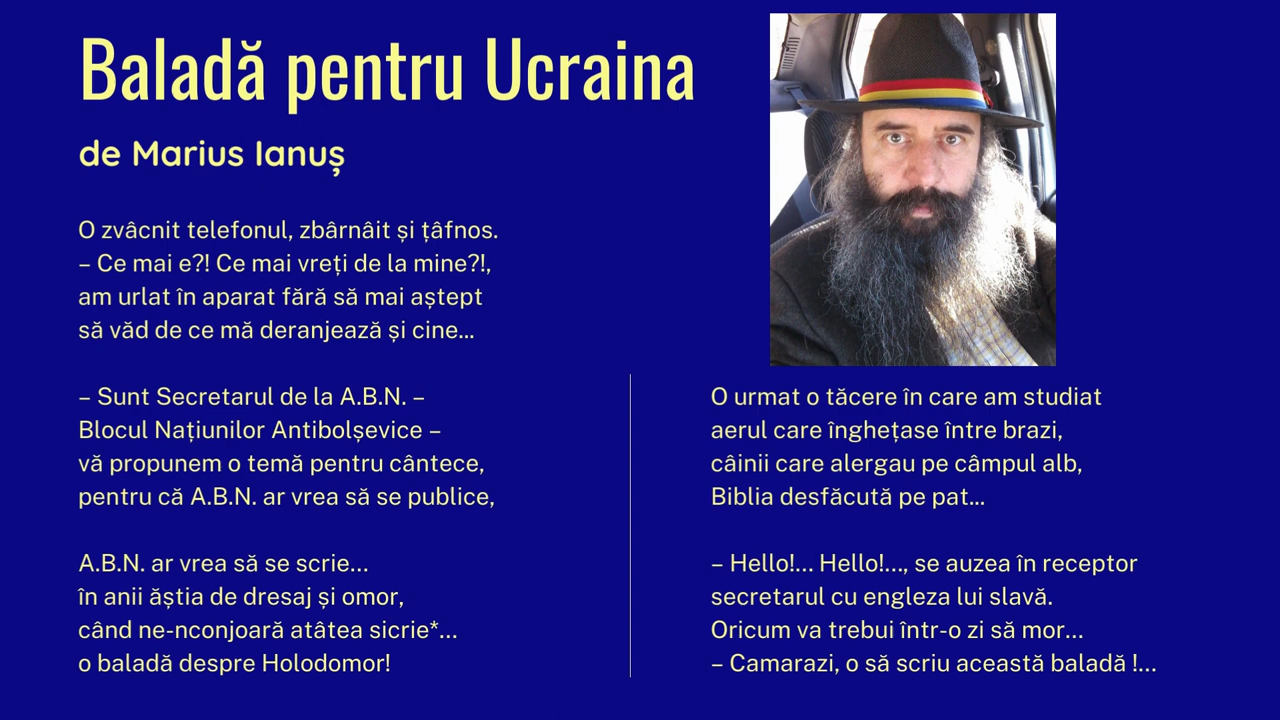 Baladă pentru Ucraina
de Marius Ianuș
O zvâcnit telefonul, zbârnâit și țâfnos.
– Ce mai e?! Ce mai vreți de la mine?!,
am urlat în aparat fără să mai aștept
să văd de ce mă deranjează și cine...
– Sunt Secretarul de la A.B.N. –
Blocul Națiunilor Antibolșevice –
vă propunem o temă pentru cântece,
pentru că A.B.N. ar vrea să se publice,
A.B.N. ar vrea să se scrie...
în anii ăștia de dresaj și omor,
când ne-nconjoară atâtea sicrie*...
o baladă despre Holodomor!
O urmat o tăcere în care am studiat
aerul care înghețase între brazi,
câinii care alergau pe câmpul alb,
Biblia desfăcută pe pat...
– Hello!... Hello!..., se auzea în receptor
secretarul cu engleza lui slavă.
Oricum va trebui într-o zi să mor...
– Camarazi, o să scriu această baladă !...